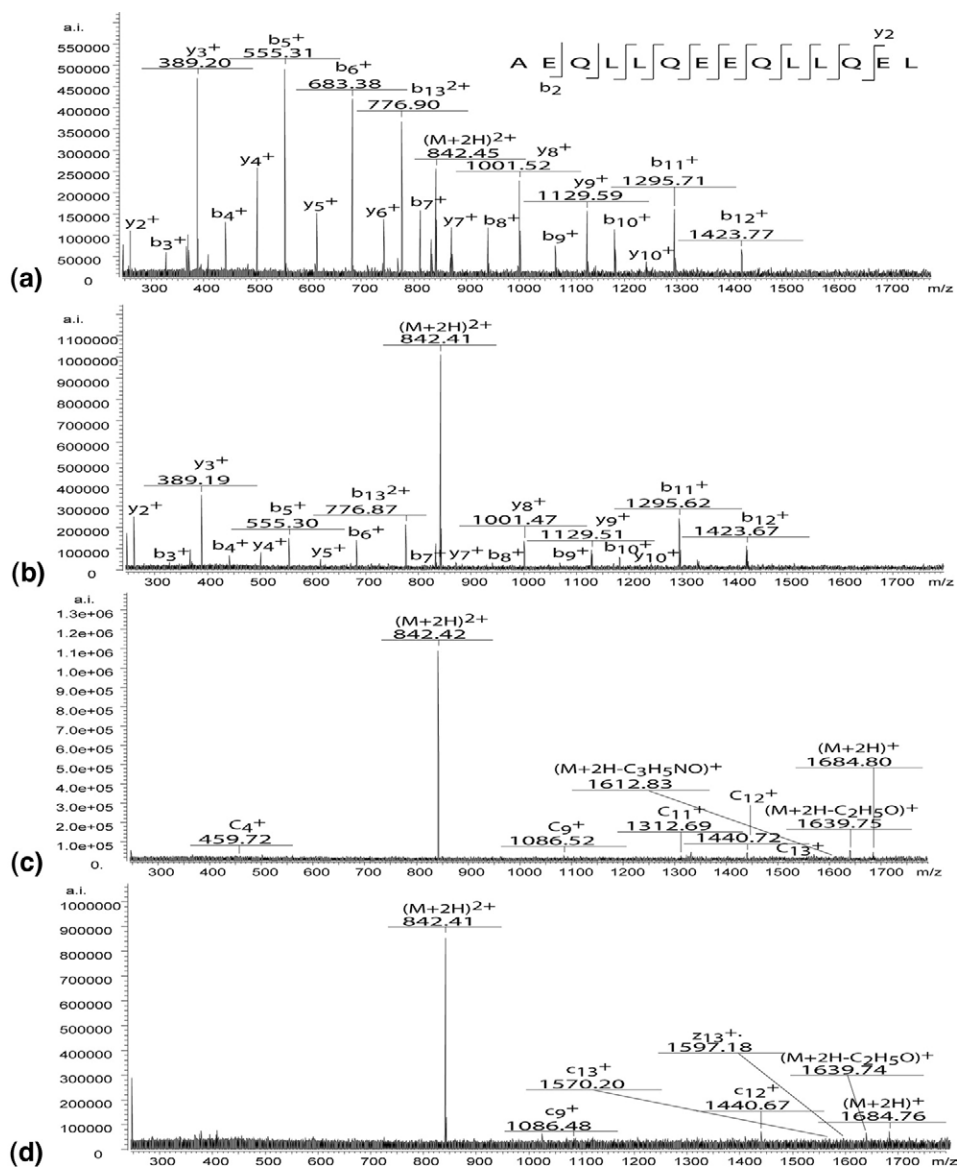 a.i.
550000
500000
450000
400000
350000
300000
250000
200000
150000
100000
50000
0.
y3+
389.20
b5+
555.31
b6+
683.38
b13 2+
776.90
(M+2H)2+
842.45
y8+
1001.52
y9+
1129.59
b11+
1295.71
b12+
1423.77
y2+
b3+
b4+
y4+
y5+
y6+
b7+
y7+
b8+
b9+
b10+
y10+
y2
A E Q L L Q E E Q L L Q E L
b2
300 400 500 600 700 800 900 1000 1100 1200 1300 1400 1500 1600 1700 m/z
(a)
a.i.
1100000
1000000
900000
800000
700000
600000
500000
400000
300000
200000
100000
0.
(M+2H)2+
842.41
y3+
389.19
y2+
b3+
b4+
y4+
b5+
555.30
y5+
b6+
b13 2+
776.87
b7+
y7+
b8+
y8+
1001.47
y9+
1129.51
b9+
b10+
y10+
b11+
1295.62
b12+
1423.67
300 400 500 600 700 800 900 1000 1100 1200 1300 1400 1500 1600 1700 m/z
(b)
a.i.
1.3e+06
1.2e+06
1.1e+06
1.0e+06
9.0e+05
8.0e+05
7.0e+05
6.0e+05
5.0e+05
4.0e+05
3.0e+05
2.0e+05
1.0e+05
0.
(M+2H)2+
842.42
C4+
459.72
C9+
1086.52
(M+2H-C3H5NO)+
1612.83
C11+
1312.69
C12+
1440.72
C13+
(M+2H)+
1684.80
(M+2H-C2H5O)+
1639.75
300 400 500 600 700 800 900 1000 1100 1200 1300 1400 1500 1600 1700 m/z
(c)
a.i.
1000000
900000
800000
700000
600000
500000
400000
300000
200000
100000
0.
(M+2H)2+
842.41
c9+
1086.48
c13+
1570.20
z13+.
1597.18
c12+
1440.67
(M+2H-C2H5O)+
1639.74
(M+2H)+
1684.76
300 400 500 600 700 800 900 1000 1100 1200 1300 1400 1500 1600 1700 m/z
(d)